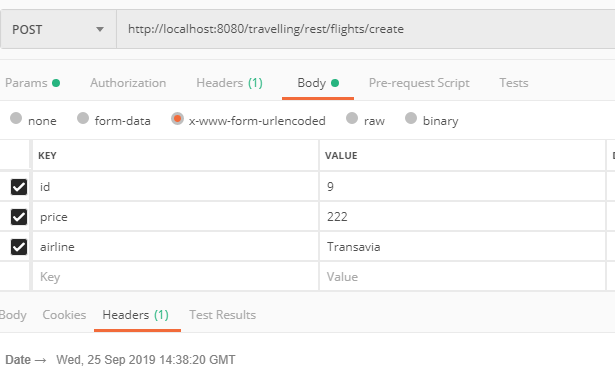 POST http://localhost:8080/travelling/rest/flights/create
Params Authorization Headers (1) Body Pre-request Script Tests
none form-data x-www-form-urlencoded raw binary
KEY VALUE
id 9
price 222
airline Transavia
Key Value
Body Cookies Headers (1) Test Results
Date → Wed, 25 Sep 2019 14:38:20 GMT